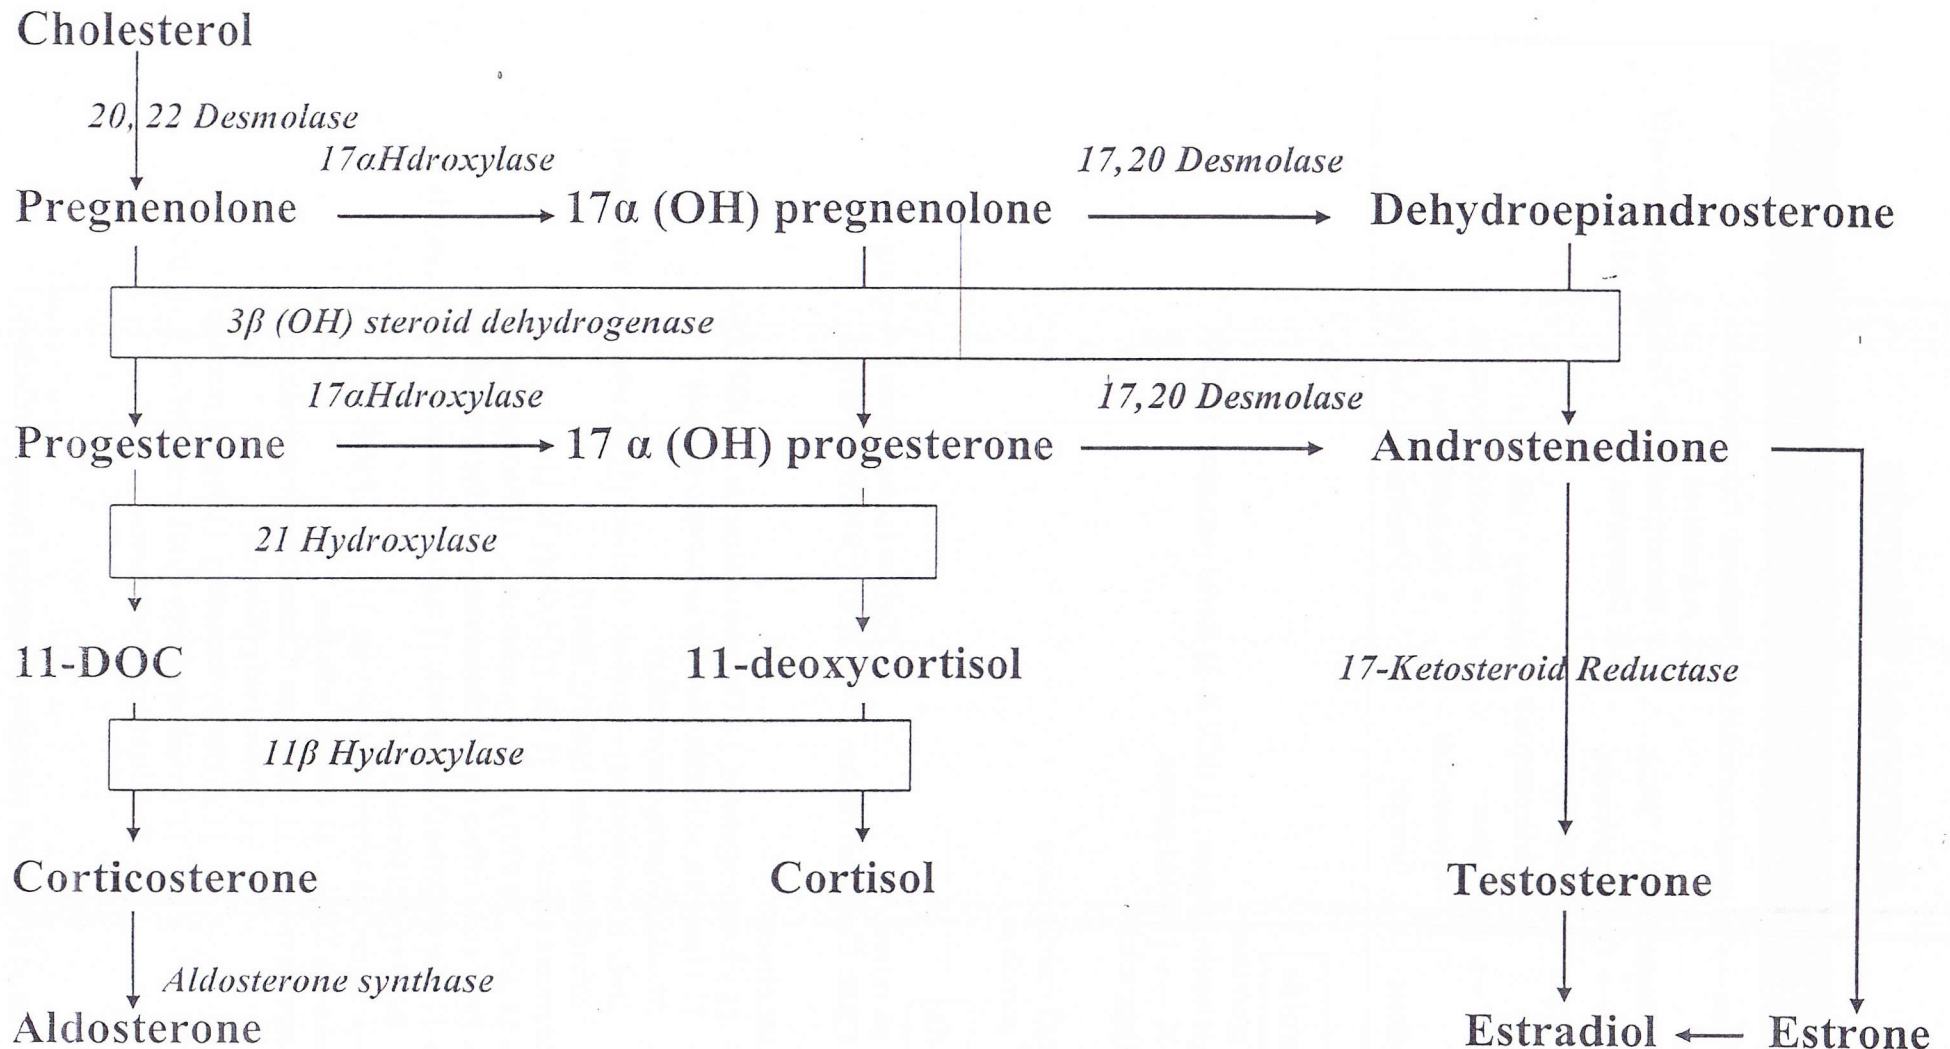 Cholesterol
20, 22 Desmolase
17αHdroxylase
17,20 Desmolase
Pregnenolone 17α (OH) pregnenolone Dehydroepiandrosterone
3β (OH) steroid dehydrogenase
17αHdroxylase
17,20 Desmolase
Progesterone 17 α (OH) progesterone Androstenedione
21 Hydroxylase
11-DOC 11-deoxycortisol
17-Ketosteroid Reductase
11β Hydroxylase
Corticosterone Cortisol Testosterone
Aldosterone synthase
Aldosterone Estradiol Estrone